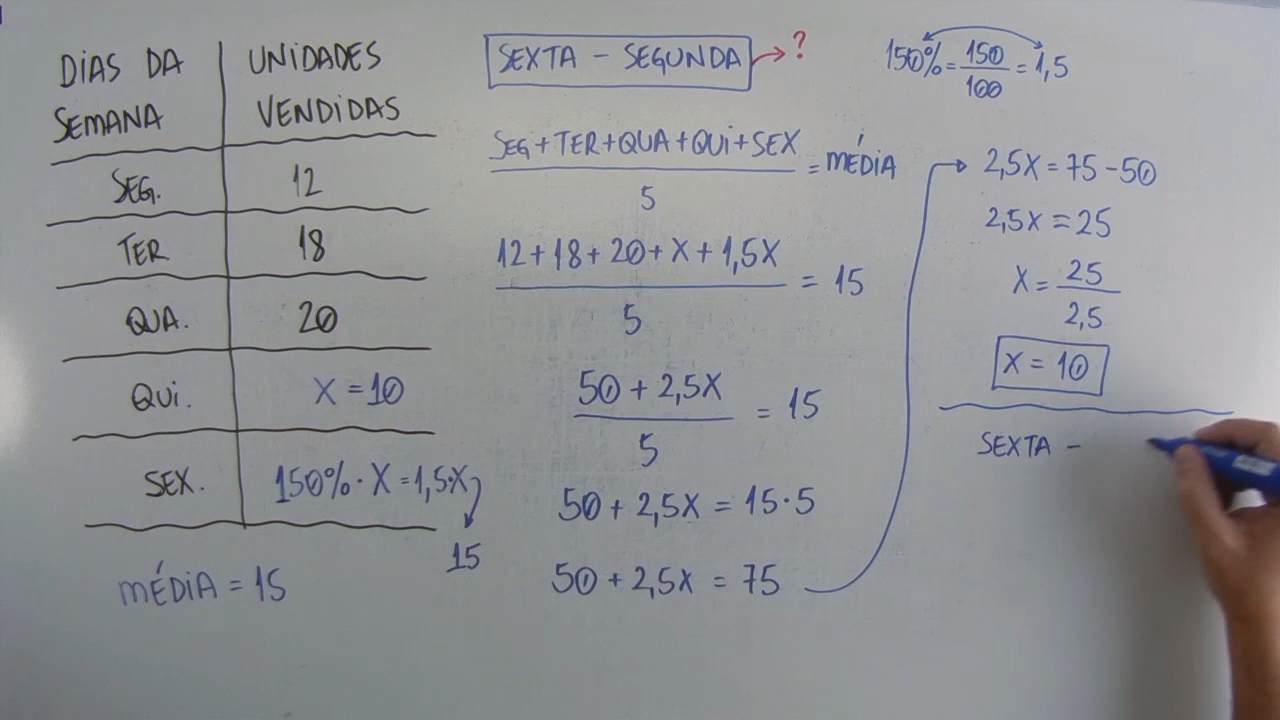 DIAS DA SEMANA | UNIDADES VENDIDAS
SEG. | 12
TER | 18
QUA. | 20
QUI. | X = 10
SEX. | 150% · X = 1,5·X
15
MÉDIA = 15
SEXTA - SEGUNDA → ?
SEG + TER + QUA + QUI + SEX / 5 = MÉDIA
12 + 18 + 20 + X + 1,5X / 5 = 15
50 + 2,5X / 5 = 15
50 + 2,5X = 15·5
50 + 2,5X = 75
150% = 150/100 = 1,5
2,5X = 75 - 50
2,5X = 25
X = 25 / 2,5
X = 10
SEXTA -